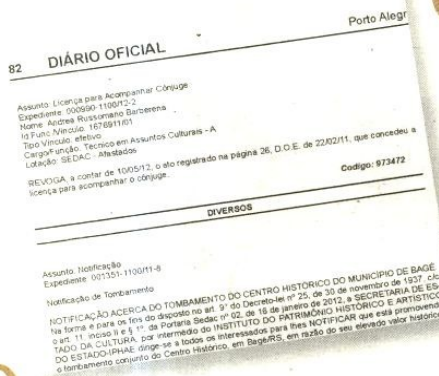 Porto Alegr
82 DIÁRIO OFICIAL
Assunto: Licença para Acompanhar Cônjuge
Expediente: 000990-1100/12-2
Nome: Andrea Russomano Barberena
Id.Func./Vínculo: 1676911/01
Tipo Vínculo: efetivo
Cargo/Função: Técnico em Assuntos Culturais - A
Lotação: SEDAC - Afastados
REVOGA, a contar de 10/05/12, o ato registrado na página 26, D.O.E. de 22/02/11, que concedeu a
licença para acompanhar o cônjuge.
Codigo: 973472
DIVERSOS
Assunto: Notificação
Expediente: 001351-1100/11-8
Notificação de Tombamento
NOTIFICAÇÃO ACERCA DO TOMBAMENTO DO CENTRO HISTÓRICO DO MUNICÍPIO DE BAGÉ
Na forma e para os fins do disposto no art. 9° do Decreto-lei n° 25, de 30 de novembro de 1937 c/c
o art. 11, inciso II e § 1°, da Portaria Sedac n° 02, de 16 de janeiro de 2012, a SECRETARIA DE ES-
TADO DA CULTURA, por intermédio do INSTITUTO DO PATRIMÔNIO HISTÓRICO E ARTÍSTICO
DO ESTADO-IPHAE dirige-se a todos os interessados para lhes NOTIFICAR que está promovend
o tombamento conjunto do Centro Histórico, em Bagé/RS, em razão do seu elevado valor histórico